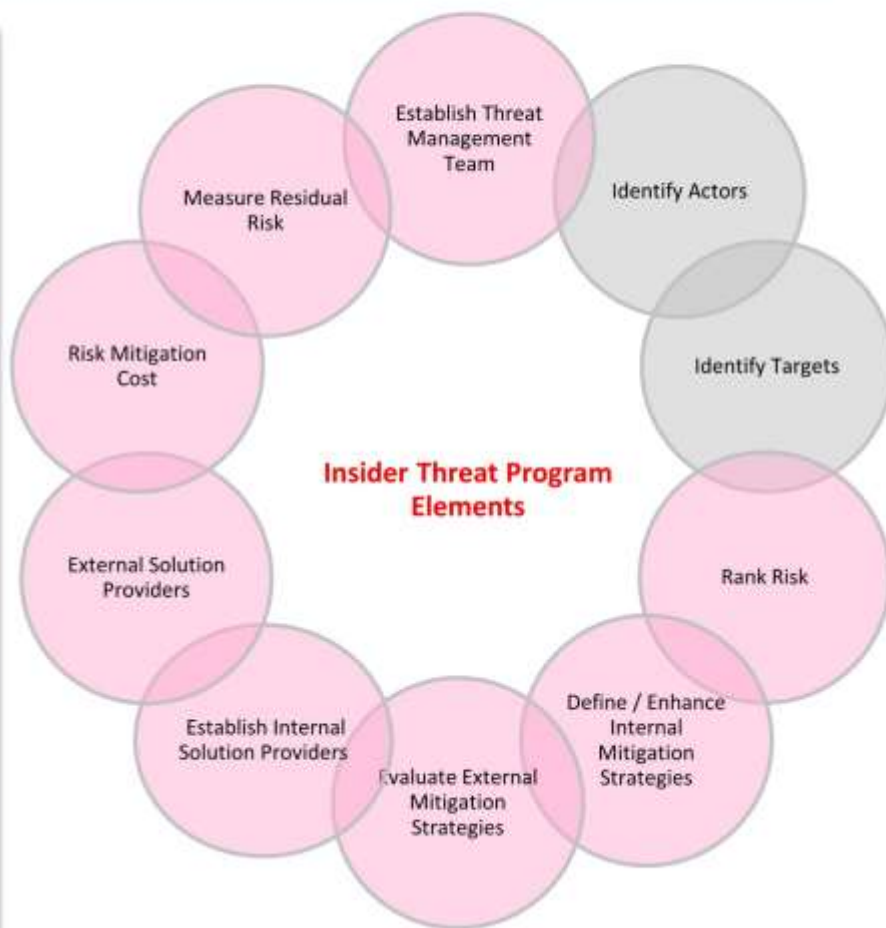 Establish Threat
Management
Team
Identify Actors
Identify Targets
Rank Risk
Define / Enhance
Internal
Mitigation
Strategies
Evaluate External
Mitigation
Strategies
Establish Internal
Solution Providers
External Solution
Providers
Risk Mitigation
Cost
Measure Residual
Risk
Insider Threat Program
Elements